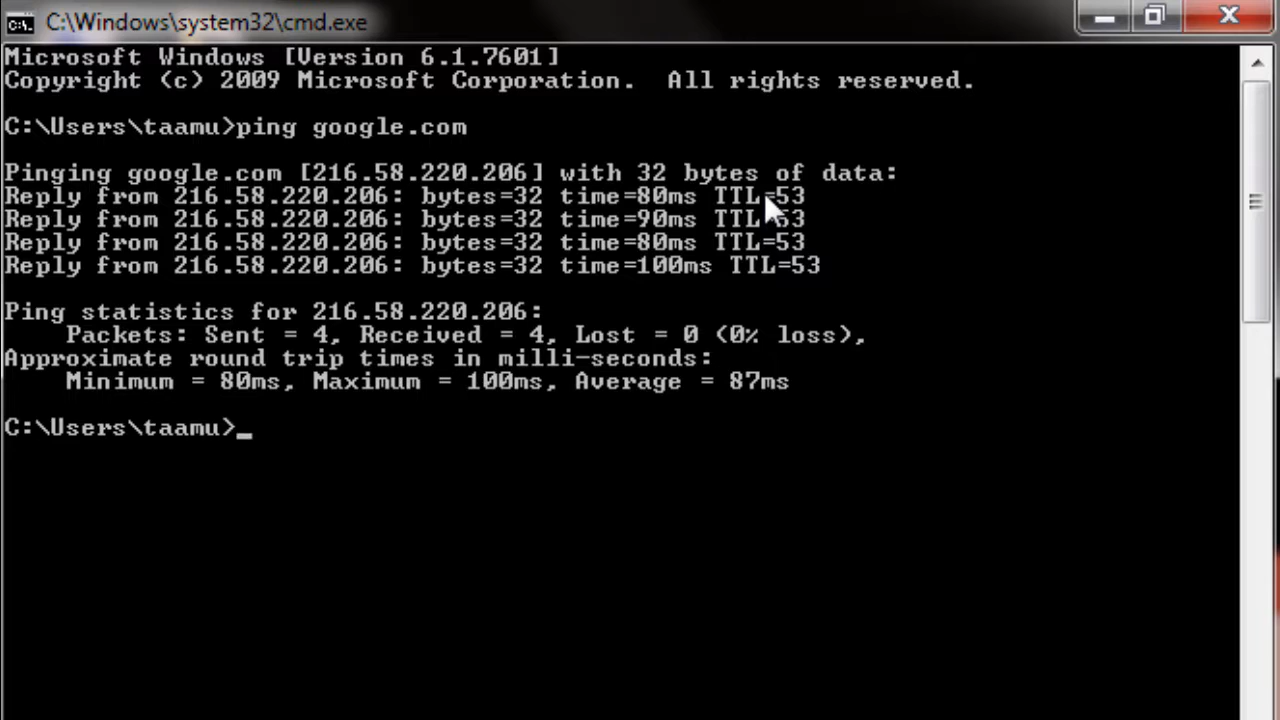 C:\Windows\system32\cmd.exe
Microsoft Windows [Version 6.1.7601]
Copyright (c) 2009 Microsoft Corporation.  All rights reserved.
C:\Users\taamu>ping google.com
Pinging google.com [216.58.220.206] with 32 bytes of data:
Reply from 216.58.220.206: bytes=32 time=80ms TTL=53
Reply from 216.58.220.206: bytes=32 time=90ms TTL=53
Reply from 216.58.220.206: bytes=32 time=80ms TTL=53
Reply from 216.58.220.206: bytes=32 time=100ms TTL=53
Ping statistics for 216.58.220.206:
    Packets: Sent = 4, Received = 4, Lost = 0 (0% loss),
Approximate round trip times in milli-seconds:
    Minimum = 80ms, Maximum = 100ms, Average = 87ms
C:\Users\taamu>_